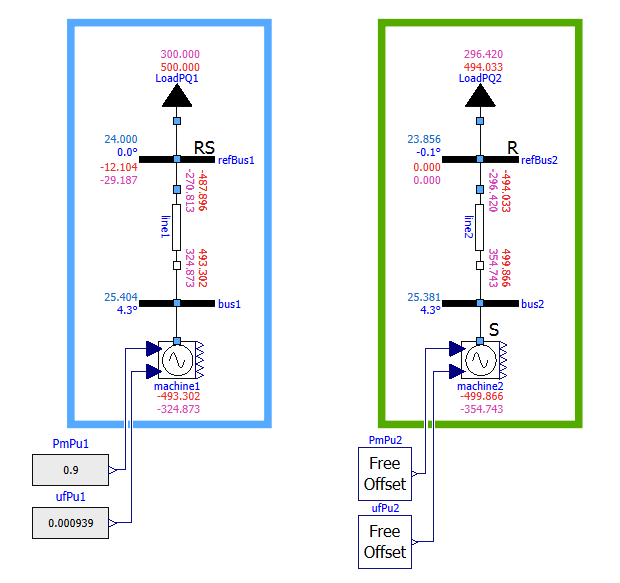 300.000
500.000
LoadPQ1
24.000
0.0°
RS
refBus1
-12.104
-29.187
-487.896
-270.813
line1
493.302
324.873
25.404
4.3°
bus1
machine1
-493.302
-324.873
PmPu1
0.9
ufPu1
0.000939
296.420
494.033
LoadPQ2
23.856
-0.1°
R
refBus2
0.000
0.000
-494.033
-296.420
line2
499.866
354.743
25.381
4.3°
bus2
S
machine2
-499.866
-354.743
PmPu2
Free
Offset
ufPu2
Free
Offset